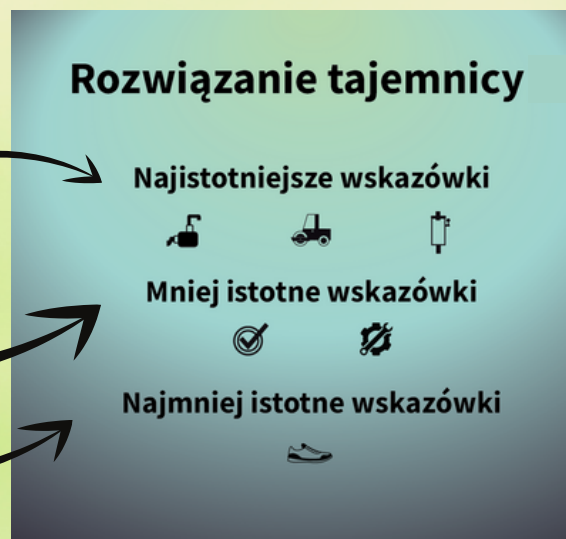 Rozwiązanie tajemnicy
Najistotniejsze wskazówki
Mniej istotne wskazówki
Najmniej istotne wskazówki